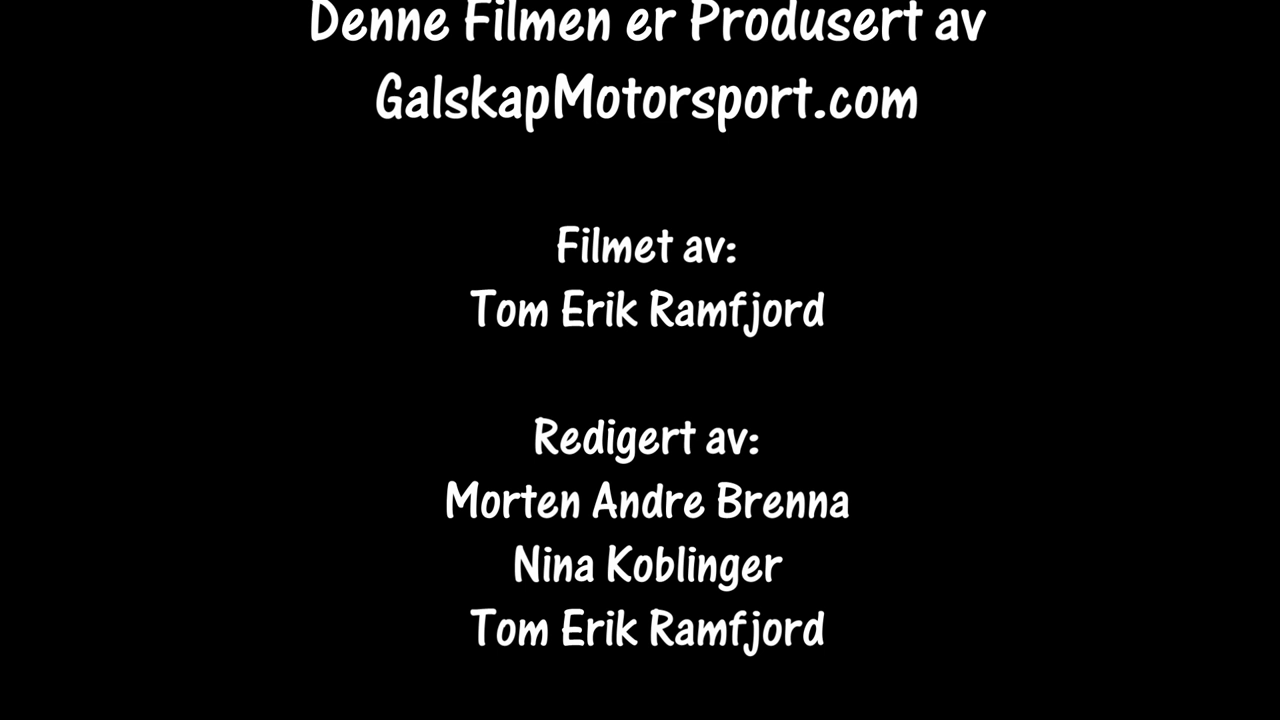 Denne Filmen er Produsert av
GalskapMotorsport.com
Filmet av:
Tom Erik Ramfjord
Redigert av:
Morten Andre Brenna
Nina Koblinger
Tom Erik Ramfjord